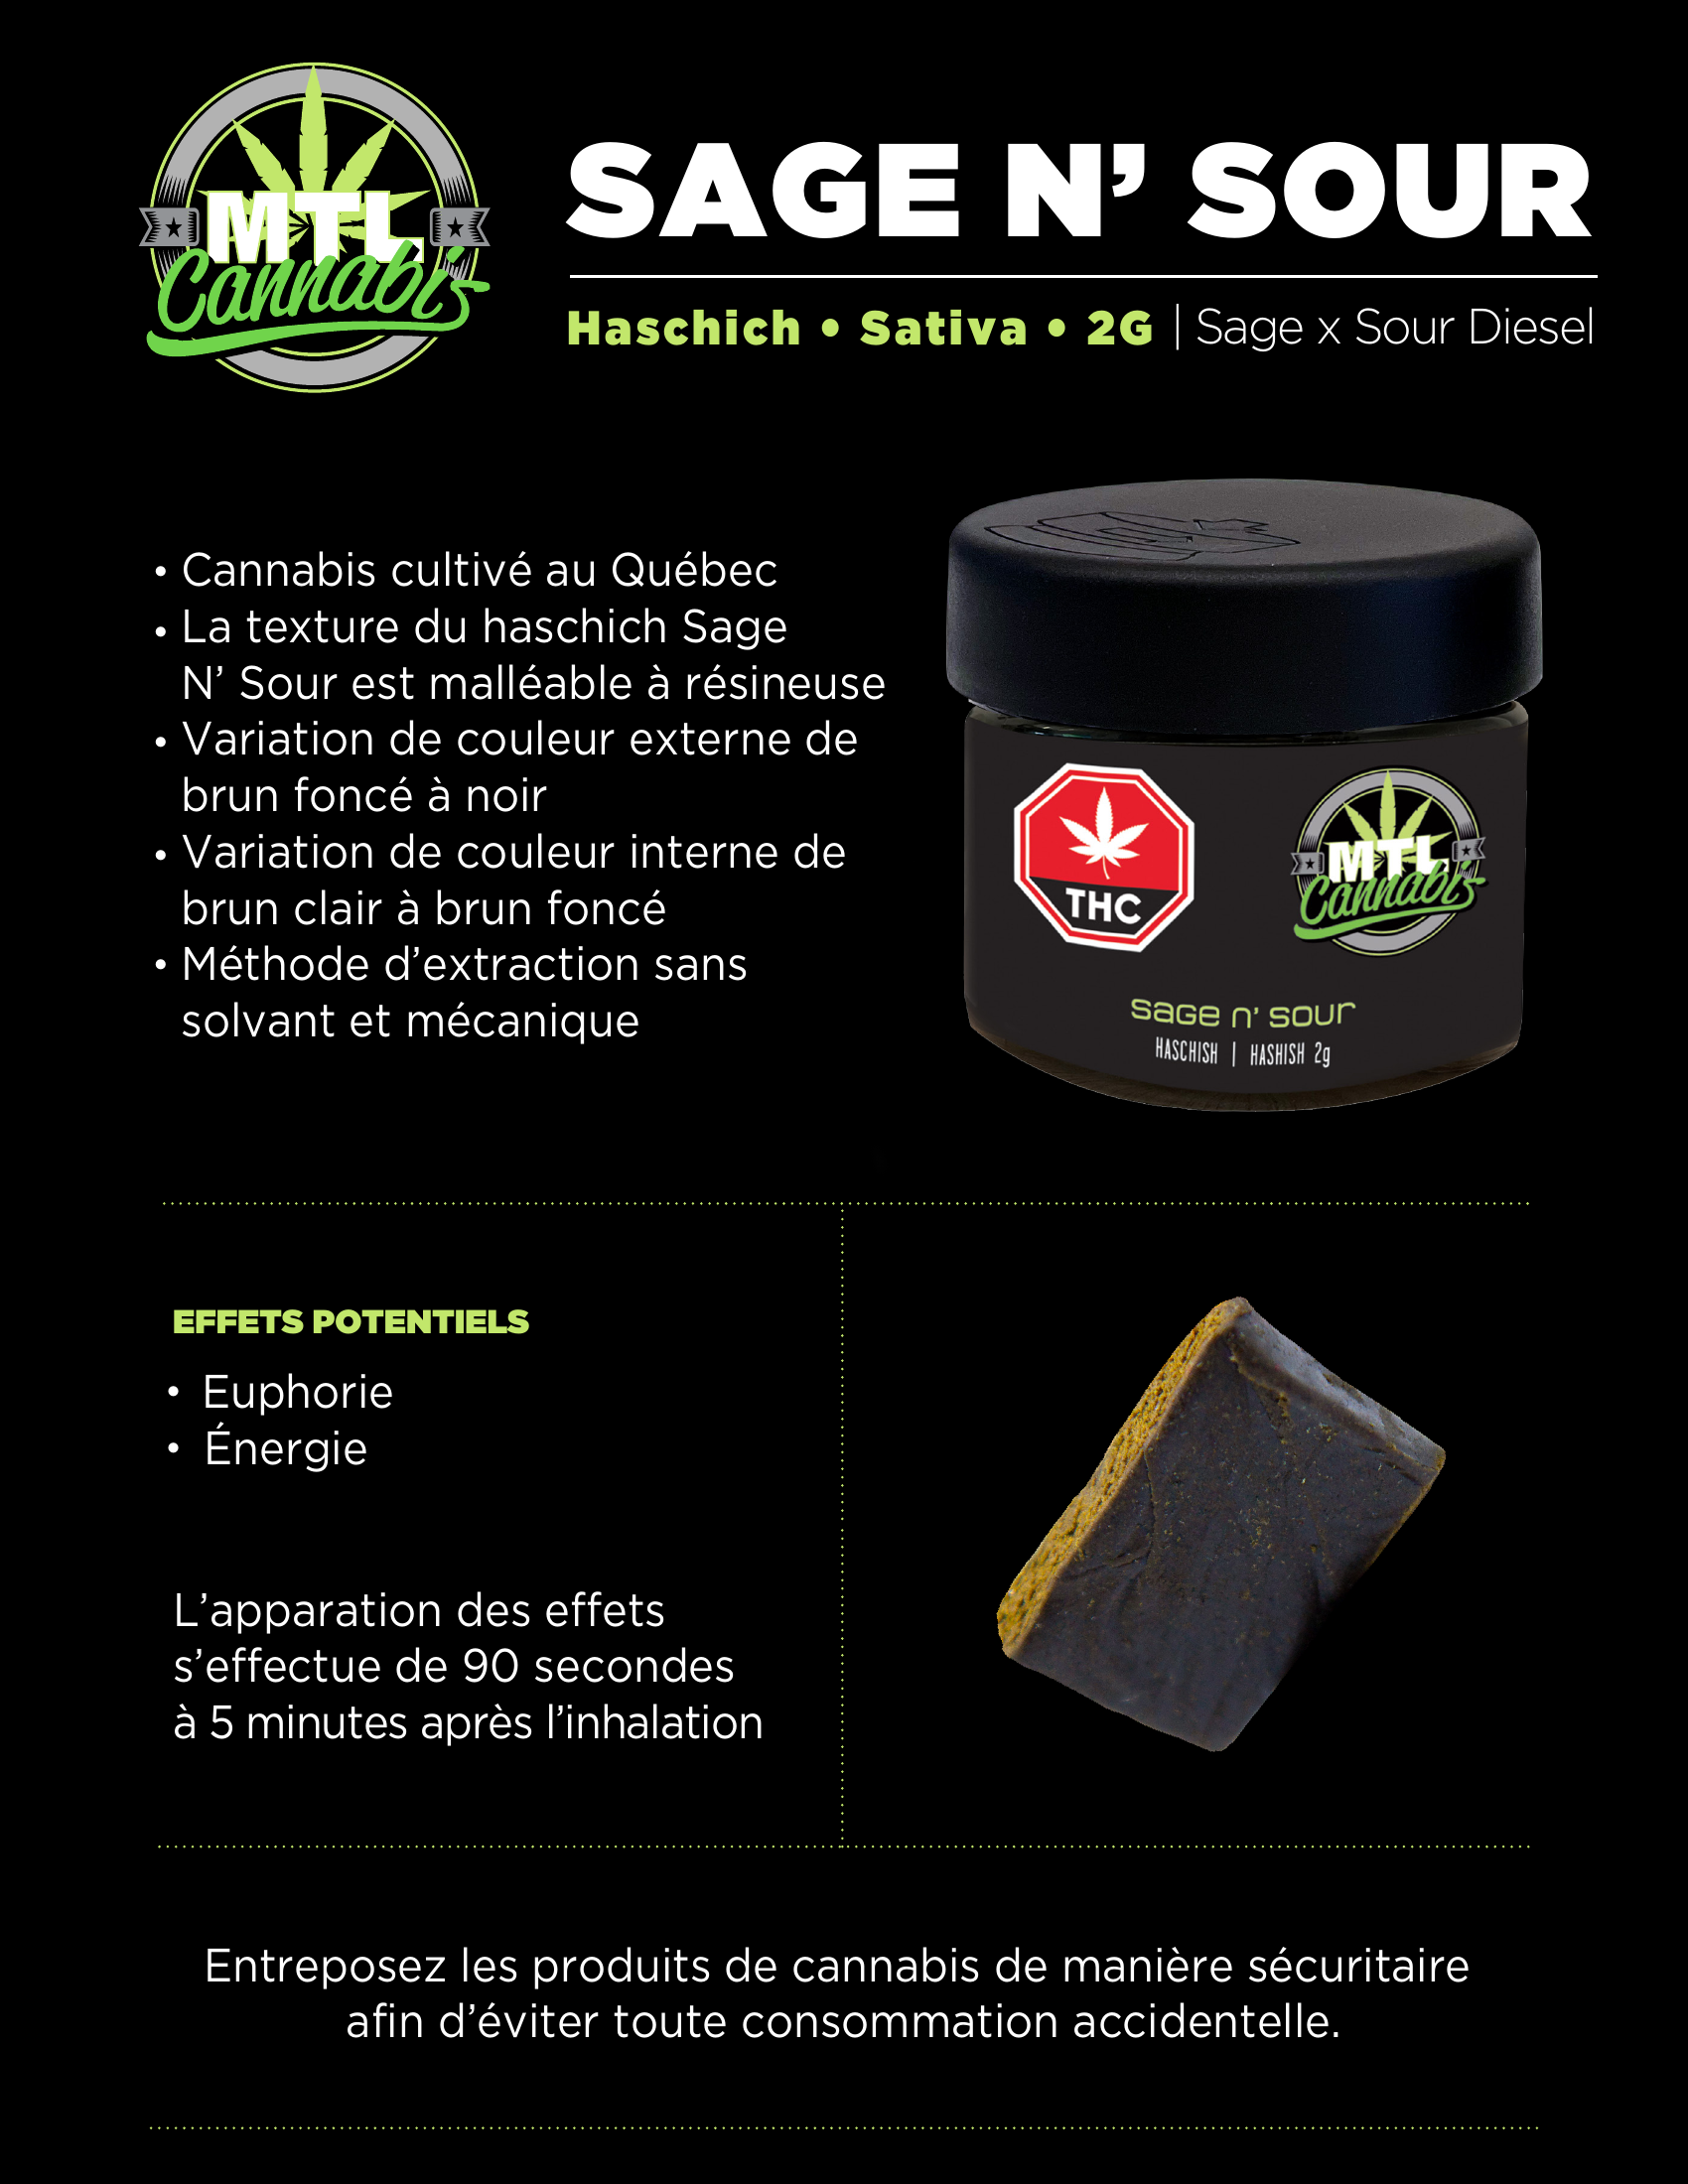 MTL
Cannabis
SAGE N’ SOUR
Haschich • Sativa • 2G | Sage x Sour Diesel
• Cannabis cultivé au Québec
• La texture du haschich Sage
N’ Sour est malléable à résineuse
• Variation de couleur externe de
brun foncé à noir
• Variation de couleur interne de
brun clair à brun foncé
• Méthode d’extraction sans
solvant et mécanique
THC
MTL
Cannabis
sage n’ sour
HASCHISH | HASHISH 2g
EFFETS POTENTIELS
• Euphorie
• Énergie
L’apparation des effets
s’effectue de 90 secondes
à 5 minutes après l’inhalation
Entreposez les produits de cannabis de manière sécuritaire
afin d’éviter toute consommation accidentelle.